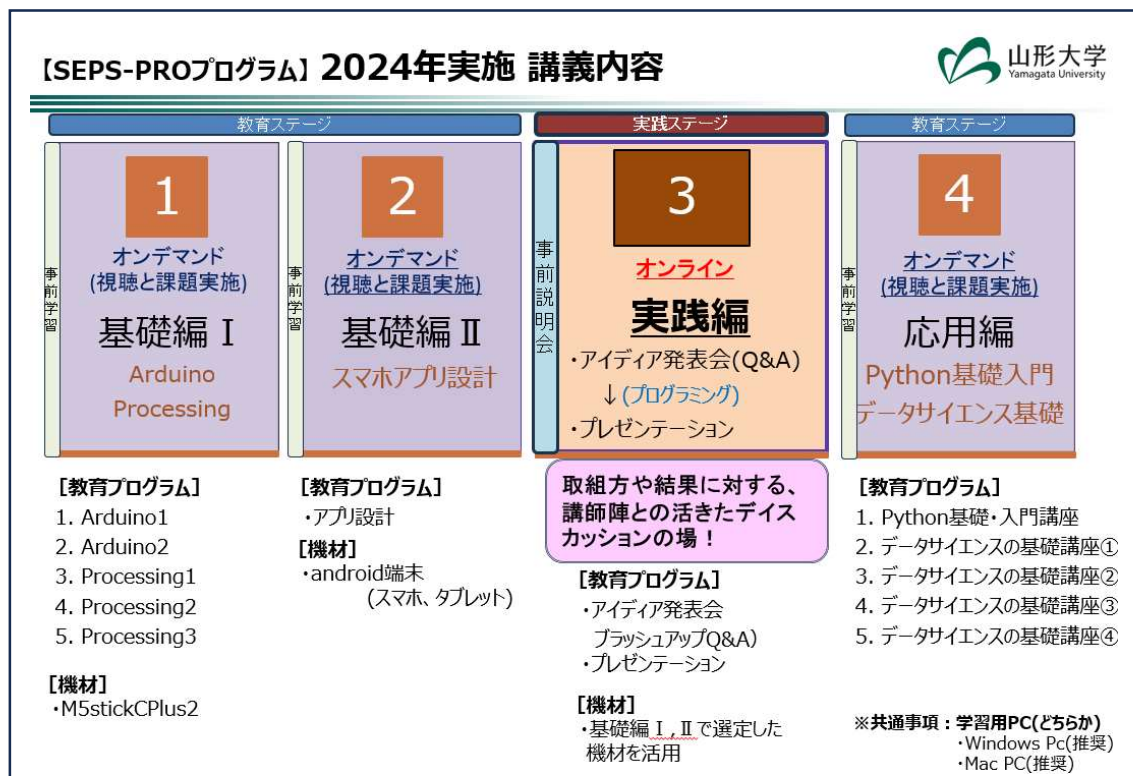 【SEPS-PROプログラム】 2024年実施 講義内容
山形大学
Yamagata University
教育ステージ
事前学習
1
オンデマンド
(視聴と課題実施)
基礎編Ⅰ
Arduino
Processing
事前学習
2
オンデマンド
(視聴と課題実施)
基礎編Ⅱ
スマホアプリ設計
実践ステージ
事前説明会
3
オンライン
実践編
・アイディア発表会(Q&A)
↓(プログラミング)
・プレゼンテーション
教育ステージ
事前学習
4
オンデマンド
(視聴と課題実施)
応用編
Python基礎入門
データサイエンス基礎
[教育プログラム]
1. Arduino1
2. Arduino2
3. Processing1
4. Processing2
5. Processing3
[機材]
・M5stickCPlus2
[教育プログラム]
・アプリ設計
[機材]
・android端末
(スマホ、タブレット)
取組方や結果に対する、
講師陣との活きたデイス
カッションの場！
[教育プログラム]
・アイディア発表会
ブラッシュアップQ&A)
・プレゼンテーション
[機材]
・基礎編Ⅰ,Ⅱで選定した
機材を活用
[教育プログラム]
1. Python基礎・入門講座
2. データサイエンスの基礎講座①
3. データサイエンスの基礎講座②
4. データサイエンスの基礎講座③
5. データサイエンスの基礎講座④
※共通事項：学習用PC(どちらか)
・Windows Pc(推奨)
・Mac PC(推奨)